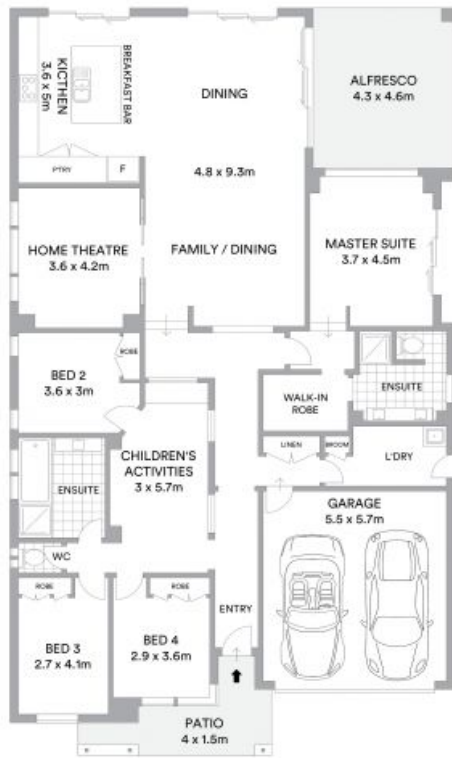 KICTHEN
3.6 x 5m
BREAKFAST BAR
DINING
ALFRESCO
4.3 x 4.6m
PTRY
F
4.8 x 9.3m
HOME THEATRE
3.6 x 4.2m
FAMILY / DINING
MASTER SUITE
3.7 x 4.5m
BED 2
3.6 x 3m
ROBE
WALK-IN
ROBE
ENSUITE
CHILDREN'S
ACTIVITIES
3 x 5.7m
LINEN
BROOM
L'DRY
ENSUITE
GARAGE
5.5 x 5.7m
WC
ROBE
ROBE
ENTRY
BED 3
2.7 x 4.1m
BED 4
2.9 x 3.6m
PATIO
4 x 1.5m